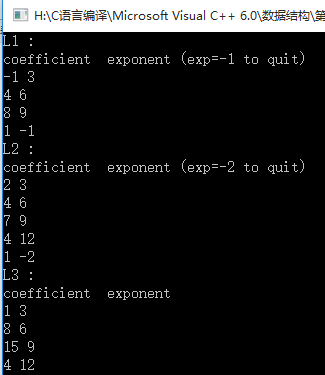 H:\C语言编译\Microsoft Visual C++ 6.0\数据结构\第
L1 :
coefficient  exponent (exp=-1 to quit)
-1 3
4 6
8 9
1 -1
L2 :
coefficient  exponent (exp=-2 to quit)
2 3
4 6
7 9
4 12
1 -2
L3 :
coefficient  exponent
1 3
8 6
15 9
4 12